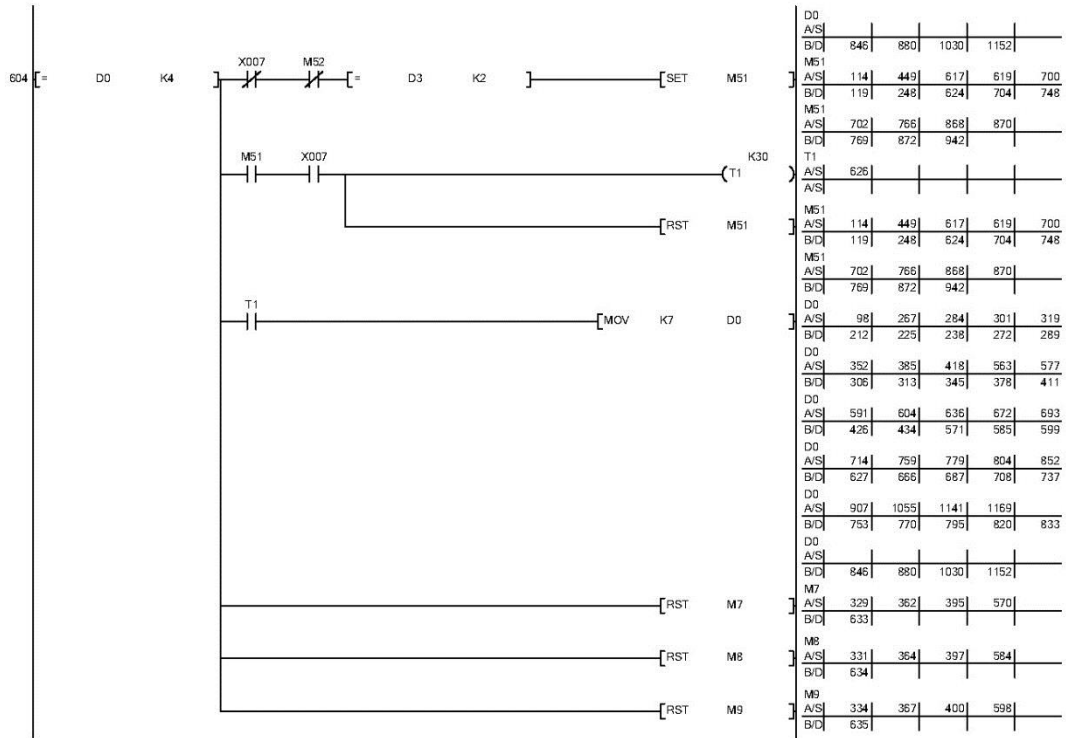 D0
A/S
B/D 846 880 1030 1152
X007 M52
604 [= D0 K4 ] [= D3 K2 ] [SET M51 ]
M51
A/S 114 449 617 619 700
B/D 119 248 624 704 748
M51
A/S 702 766 868 870
B/D 769 872 942
M51 X007 K30
(T1 )
T1
A/S 626
A/S
[RST M51 ]
M51
A/S 114 449 617 619 700
B/D 119 248 624 704 748
M51
A/S 702 766 868 870
B/D 769 872 942
T1
[MOV K7 D0 ]
D0
A/S 98 267 284 301 319
B/D 212 225 238 272 289
D0
A/S 352 385 418 563 577
B/D 306 313 345 378 411
D0
A/S 591 604 636 672 693
B/D 426 434 571 585 599
D0
A/S 714 759 779 804 852
B/D 627 666 687 708 737
D0
A/S 907 1055 1141 1169
B/D 753 770 795 820 833
D0
A/S
B/D 846 880 1030 1152
[RST M7 ]
M7
A/S 329 362 395 570
B/D 633
[RST M8 ]
M8
A/S 331 364 397 584
B/D 634
[RST M9 ]
M9
A/S 334 367 400 598
B/D 635